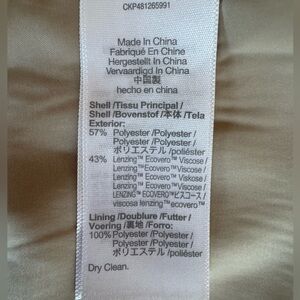 CKP481265991
Made In China
Fabriqué En Chine
Hergestellt In China
Vervaardigd In China
中国製
hecho en china
Shell /Tissu Principal /
Shell /Bovenstof /本体 /Tela
Exterior:
57% Polyester /Polyester /
Polyester /Polyester /
ポリエステル /poliéster
43% Lenzing™ Ecovero™ Viscose /
Lenzing™ Ecovero™ Viscose /
Lenzing™ Ecovero™ Viskose /
Lenzing™ Ecovero™ Viscose /
LENZING™ ECOVERO™ビスコース /
viscosa lenzing™ ecovero™
Lining /Doublure /Futter /
Voering /裏地 /Forro:
100% Polyester /Polyester /
Polyester /Polyester /
ポリエステル /poliéster
Dry Clean.